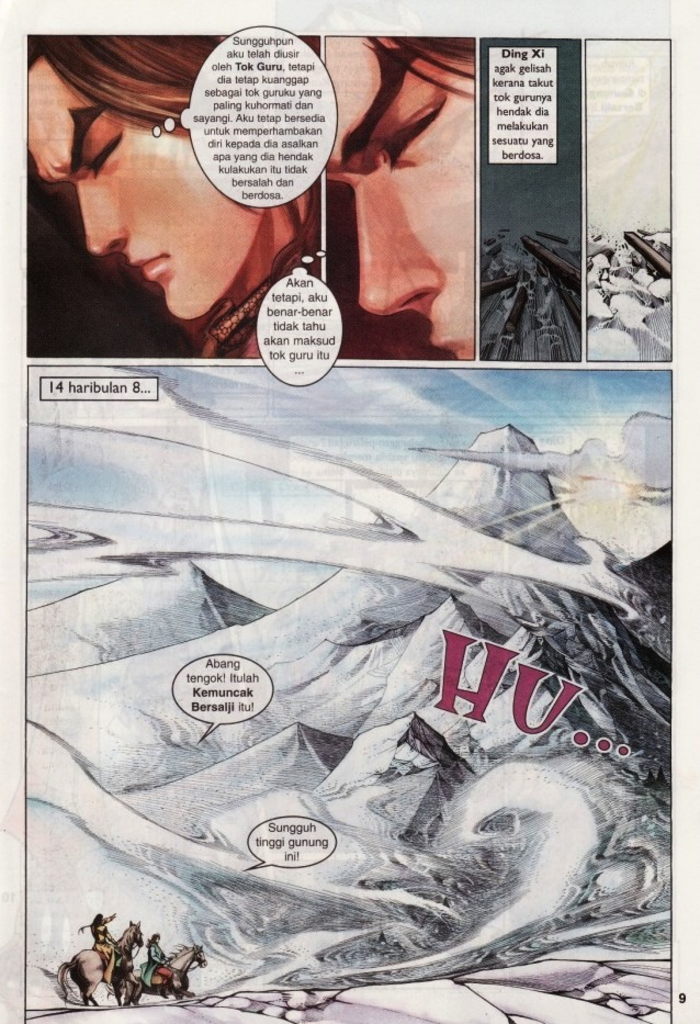 Sungguhpun
aku telah diusir
oleh Tok Guru, tetapi
dia tetap kuanggap
sebagai tok guruku yang
paling kuhormati dan
sayangi. Aku tetap bersedia
untuk memperhambakan
diri kepada dia asalkan
apa yang dia hendak
kulakukan itu tidak
bersalah dan
berdosa.
Akan
tetapi, aku
benar-benar
tidak tahu
akan maksud
tok guru itu
...
Ding Xi
agak gelisah
kerana takut
tok gurunya
hendak dia
melakukan
sesuatu yang
berdosa.
14 haribulan 8...
Abang
tengok! Itulah
Kemuncak
Bersalji itu!
HU...
Sungguh
tinggi gunung
ini!
9